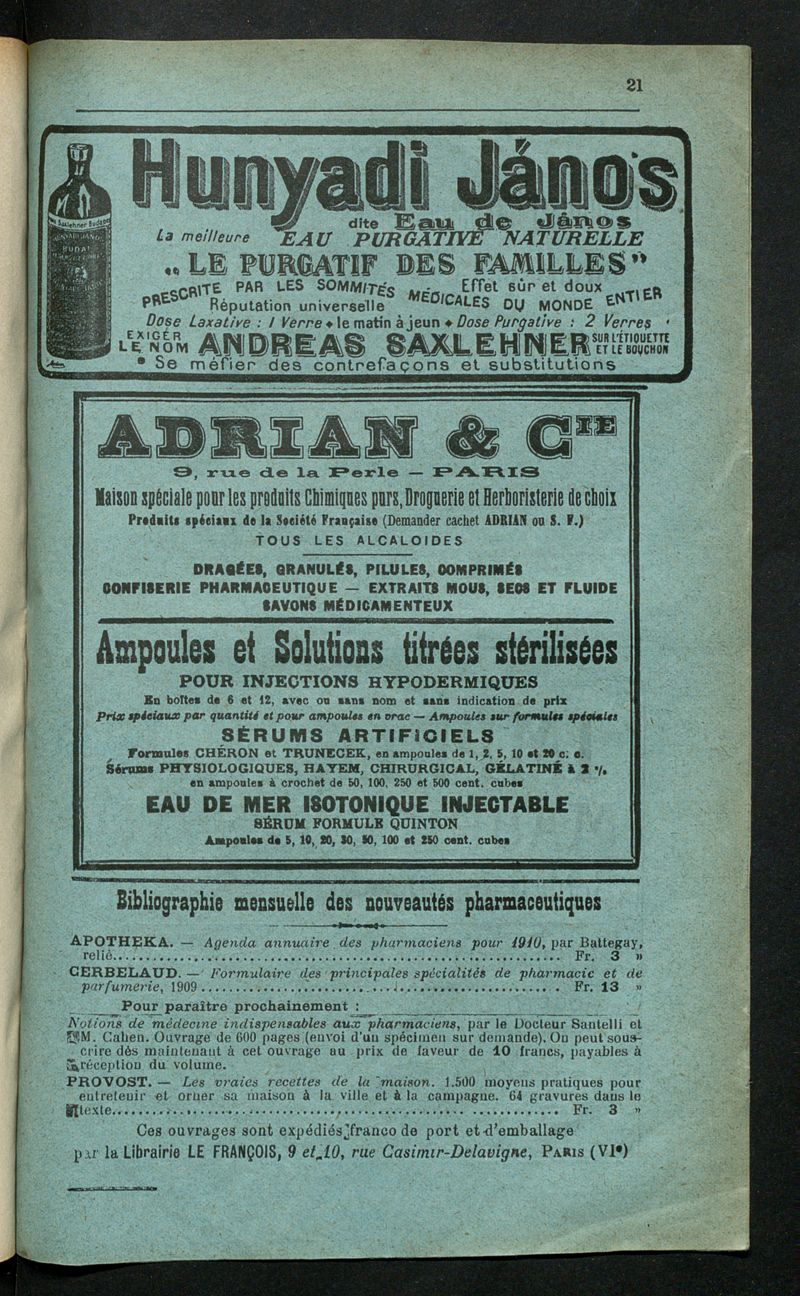 21
Hunyadi János
dite Eau de János
La meilleure EAU PURGATIVE NATURELLE
„ LE PURGATIF DES FAMILLES "
PRESCRITE PAR LES SOMMITÉS MÉDICALES DU MONDE ENTIER
Effet sûr et doux
Réputation universelle
Dose Laxative : 1 Verre ♦ le matin à jeun ♦ Dose Purgative : 2 Verres
EXIGER LE NOM ANDREAS SAXLEHNER SUR L'ÉTIQUETTE ET LE BOUCHON
• Se méfier des contrefaçons et substitutions
Saxlehner Budapest
ADRIAN & CIE
9, rue de la Perle — PARIS
Maison spéciale pour les produits Chimiques purs, Droguerie et Herboristerie de choix
Produits spéciaux de la Société Française (Demander cachet ADRIAN ou S. F.)
TOUS LES ALCALOIDES
DRAGÉES, GRANULÉS, PILULES, COMPRIMÉS
CONFISERIE PHARMACEUTIQUE — EXTRAITS MOUS, SECS ET FLUIDE
SAVONS MÉDICAMENTEUX
Ampoules et Solutions titrées stérilisées
POUR INJECTIONS HYPODERMIQUES
En boîtes de 6 et 12, avec ou sans nom et sans indication de prix
Prix spéciaux par quantité et pour ampoules en vrac — Ampoules sur formules spéciales
SÉRUMS ARTIFICIELS
Formules CHÉRON et TRUNECEK, en ampoules de 1, 2, 5, 10 et 20 c. c.
Sérums PHYSIOLOGIQUES, HAYEM, CHIRURGICAL, GÉLATINÉ à 2 %
en ampoules à crochet de 50, 100, 250 et 500 cent. cubes
EAU DE MER ISOTONIQUE INJECTABLE
SÉRUM FORMULE QUINTON
Ampoules de 5, 10, 20, 30, 50, 100 et 250 cent. cubes
Bibliographie mensuelle des nouveautés pharmaceutiques
APOTHEKA. — Agenda annuaire des pharmaciens pour 1910, par Battegay,
relié. Fr. 3 »
CERBELAUD. — Formulaire des principales spécialités de pharmacie et de
parfumerie, 1909 Fr. 13 »
Pour paraître prochainement :
Notions de médecine indispensables aux pharmaciens, par le Docteur Santelli et
M. Cahen. Ouvrage de 600 pages (envoi d'un spécimen sur demande). On peut sous-
crire dès maintenant à cet ouvrage au prix de faveur de 10 francs, payables à
réception du volume.
PROVOST. — Les vraies recettes de la maison. 1.500 moyens pratiques pour
entretenir et orner sa maison à la ville et à la campagne. 64 gravures dans le
texte. Fr. 3 »
Ces ouvrages sont expédiés franco de port et d'emballage
par la Librairie LE FRANÇOIS, 9 et 10, rue Casimir-Delavigne, PARIS (VIe)